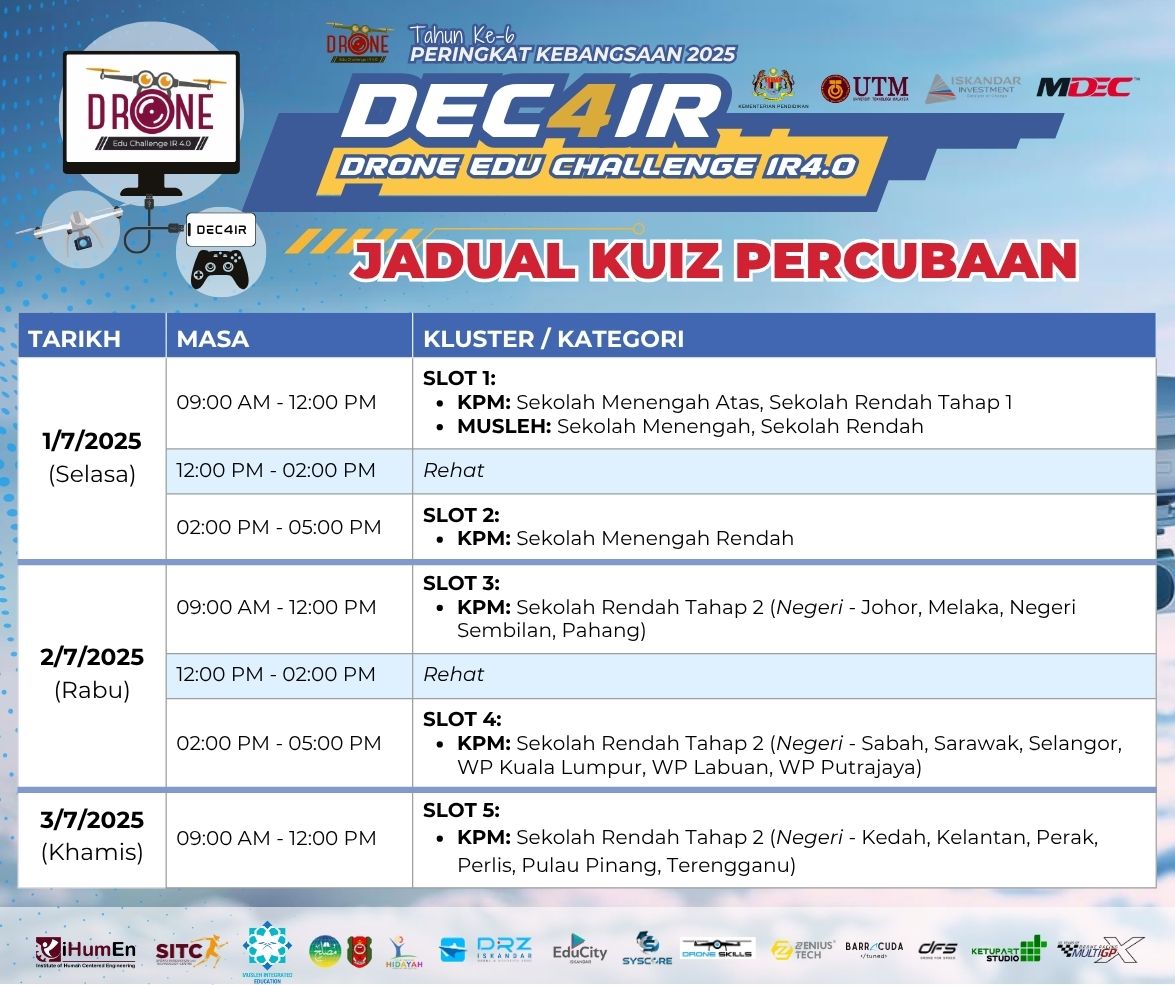 DRONE
Edu Challenge IR 4.0
Tahun Ke-6
PERINGKAT KEBANGSAAN 2025
DEC4IR
DRONE EDU CHALLENGE IR4.0
KEMENTERIAN PENDIDIKAN
UTM
UNIVERSITI TEKNOLOGI MALAYSIA
ISKANDAR
INVESTMENT
MDEC
DRONE
Edu Challenge IR 4.0
DEC4IR
JADUAL KUIZ PERCUBAAN
TARIKH MASA KLUSTER / KATEGORI
1/7/2025
(Selasa)
09:00 AM - 12:00 PM
SLOT 1:
• KPM: Sekolah Menengah Atas, Sekolah Rendah Tahap 1
• MUSLEH: Sekolah Menengah, Sekolah Rendah
12:00 PM - 02:00 PM Rehat
02:00 PM - 05:00 PM
SLOT 2:
• KPM: Sekolah Menengah Rendah
2/7/2025
(Rabu)
09:00 AM - 12:00 PM
SLOT 3:
• KPM: Sekolah Rendah Tahap 2 (Negeri - Johor, Melaka, Negeri
Sembilan, Pahang)
12:00 PM - 02:00 PM Rehat
02:00 PM - 05:00 PM
SLOT 4:
• KPM: Sekolah Rendah Tahap 2 (Negeri - Sabah, Sarawak, Selangor,
WP Kuala Lumpur, WP Labuan, WP Putrajaya)
3/7/2025
(Khamis)
09:00 AM - 12:00 PM
SLOT 5:
• KPM: Sekolah Rendah Tahap 2 (Negeri - Kedah, Kelantan, Perak,
Perlis, Pulau Pinang, Terengganu)
iHumEn
Institute of Human Centered Engineering
SITC
MUSLEH INTEGRATED
EDUCATION
HIDAYAH
DRZ
ISKANDAR
EduCity
ISKANDAR
SYSCORE
DRONE SKILLS
ZENIUS
TECH
BARRACUDA
/tuned/
DFS
KETUPART
STUDIO
MULTIGP